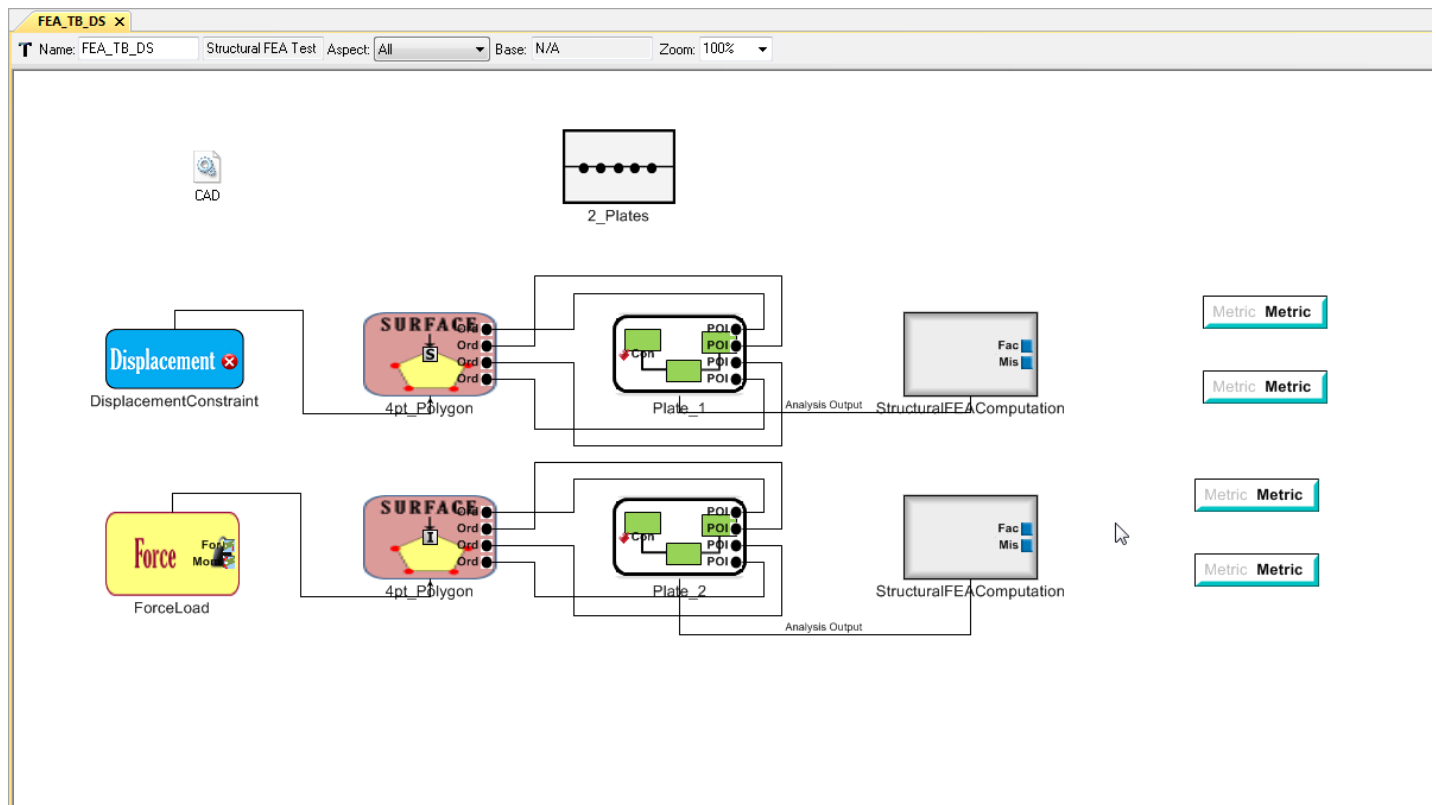 FEA_TB_DS
Name: FEA_TB_DS Structural FEA Test Aspect: All Base: N/A Zoom: 100%
CAD
2_Plates
Displacement
DisplacementConstraint
SURFACE
Ord
Ord
Ord
Ord
S
4pt_Polygon
POI
POI
POI
POI
Con
Plate_1
Analysis Output
Fac
Mis
StructuralFEAComputation
Metric Metric
Metric Metric
Force
For
Mom
ForceLoad
SURFACE
Ord
Ord
Ord
Ord
I
4pt_Polygon
POI
POI
POI
POI
Con
Plate_2
Analysis Output
Fac
Mis
StructuralFEAComputation
Metric Metric
Metric Metric